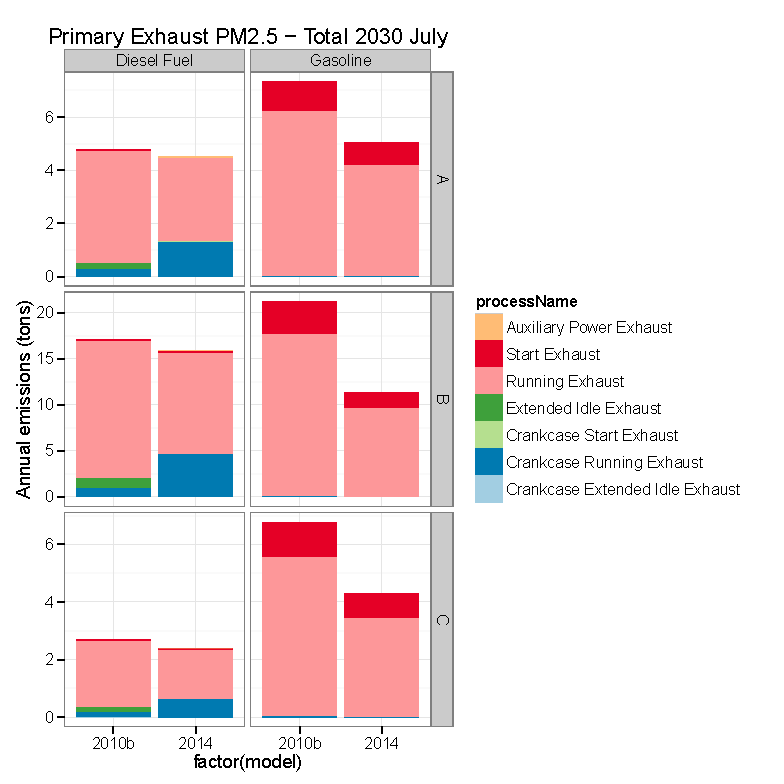 Primary Exhaust PM2.5 − Total 2030 July
Diesel Fuel
Gasoline
6
4
2
0
A
20
15
10
5
0
B
6
4
2
0
C
Annual emissions (tons)
2010b
2014
2010b
2014
factor(model)
processName
Auxiliary Power Exhaust
Start Exhaust
Running Exhaust
Extended Idle Exhaust
Crankcase Start Exhaust
Crankcase Running Exhaust
Crankcase Extended Idle Exhaust